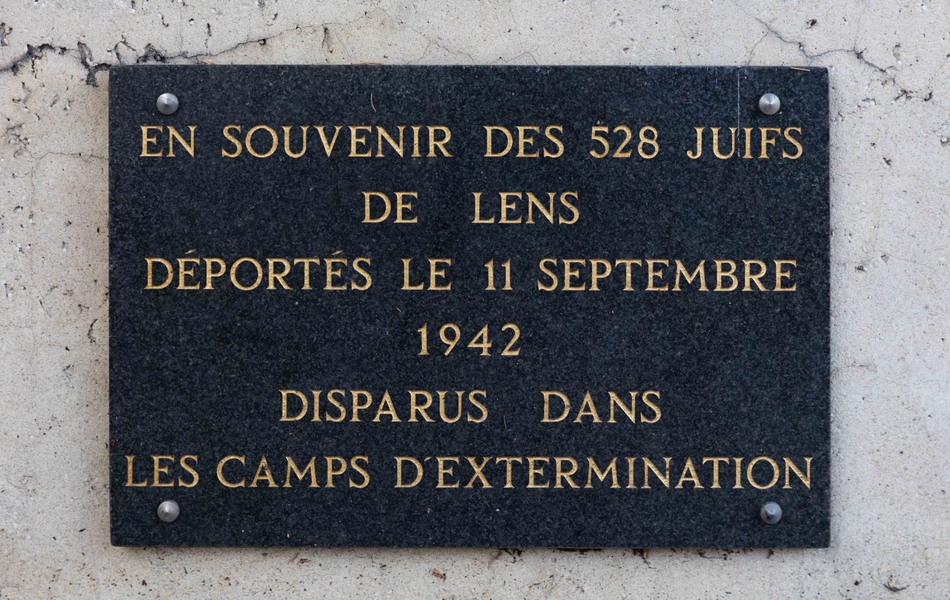 EN SOUVENIR DES 528 JUIFS
DE LENS
DÉPORTÉS LE 11 SEPTEMBRE
1942
DISPARUS DANS
LES CAMPS D'EXTERMINATION